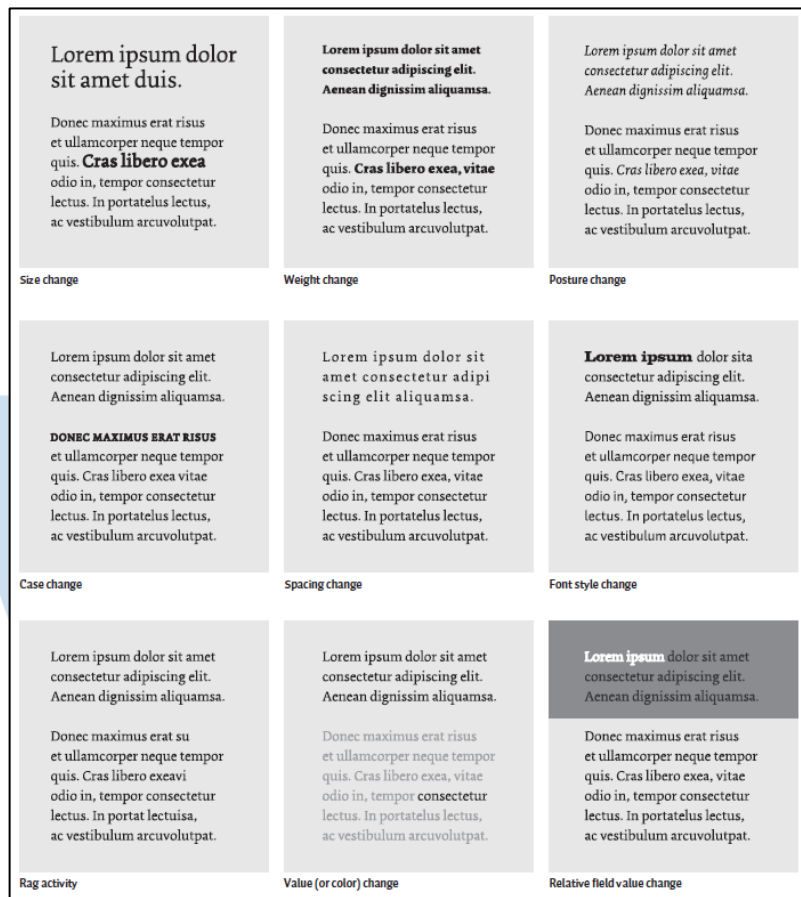 Lorem ipsum dolor
sit amet duis.
Donec maximus erat risus
et ullamcorper neque tempor
quis. Cras libero exea
odio in, tempor consectetur
lectus. In portatelus lectus,
ac vestibulum arcuvolutpat.
Size change
Lorem ipsum dolor sit amet
consectetur adipiscing elit.
Aenean dignissim aliquamsa.
Donec maximus erat risus
et ullamcorper neque tempor
quis. Cras libero exea, vitae
odio in, tempor consectetur
lectus. In portatelus lectus,
ac vestibulum arcuvolutpat.
Weight change
Lorem ipsum dolor sit amet
consectetur adipiscing elit.
Aenean dignissim aliquamsa.
Donec maximus erat risus
et ullamcorper neque tempor
quis. Cras libero exea, vitae
odio in, tempor consectetur
lectus. In portatelus lectus,
ac vestibulum arcuvolutpat.
Posture change
Lorem ipsum dolor sit amet
consectetur adipiscing elit.
Aenean dignissim aliquamsa.
DONEC MAXIMUS ERAT RISUS
et ullamcorper neque tempor
quis. Cras libero exea vitae
odio in, tempor consectetur
lectus. In portatelus lectus,
ac vestibulum arcuvolutpat.
Case change
Lorem ipsum dolor sit
amet consectetur adipi
scing elit aliquamsa.
Donec maximus erat risus
et ullamcorper neque tempor
quis. Cras libero exea, vitae
odio in, tempor consectetur
lectus. In portatelus lectus,
ac vestibulum arcuvolutpat.
Spacing change
Lorem ipsum dolor sita
consectetur adipiscing elit.
Aenean dignissim aliquamsa.
Donec maximus erat risus
et ullamcorper neque tempor
quis. Cras libero exea, vitae
odio in, tempor consectetur
lectus. In portatelus lectus,
ac vestibulum arcuvolutpat.
Font style change
Lorem ipsum dolor sit amet
consectetur adipiscing elit.
Aenean dignissim aliquamsa.
Donec maximus erat su
et ullamcorper neque tempor
quis. Cras libero exeavi
odio in, tempor consectetur
lectus. In portat lectuisa,
ac vestibulum arcuvolutpat.
Rag activity
Lorem ipsum dolor sit amet
consectetur adipiscing elit.
Aenean dignissim aliquamsa.
Donec maximus erat risus
et ullamcorper neque tempor
quis. Cras libero exea, vitae
odio in, tempor consectetur
lectus. In portatelus lectus,
ac vestibulum arcuvolutpat.
Value (or color) change
Lorem ipsum dolor sit amet
consectetur adipiscing elit.
Aenean dignissim aliquamsa.
Donec maximus erat risus
et ullamcorper neque tempor
quis. Cras libero exea, vitae
odio in, tempor consectetur
lectus. In portatelus lectus,
ac vestibulum arcuvolutpat.
Relative field value change